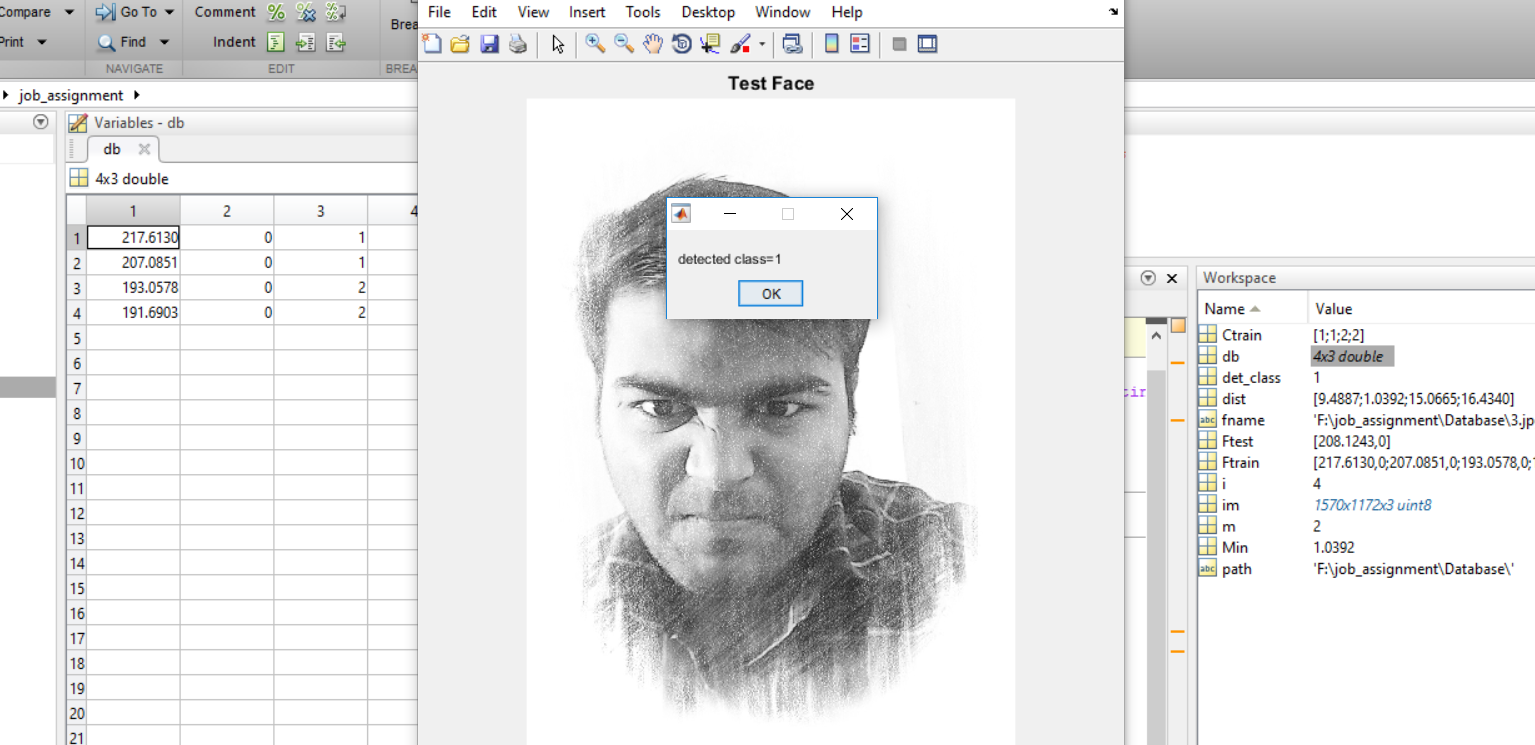 Compare Go To Comment
Print Find Indent
NAVIGATE EDIT
File Edit View Insert Tools Desktop Window Help
job_assignment
Variables - db
db
4x3 double
1 2 3 4
1 217.6130 0 1
2 207.0851 0 1
3 193.0578 0 2
4 191.6903 0 2
5
6
7
8
9
10
11
12
13
14
15
16
17
18
19
20
21
Test Face
detected class=1
OK
Workspace
Name Value
Ctrain [1;1;2;2]
db 4x3 double
det_class 1
dist [9.4887;1.0392;15.0665;16.4340]
fname 'F:\job_assignment\Database\3.jp
Ftest [208.1243,0]
Ftrain [217.6130,0;207.0851,0;193.0578,0;
i 4
im 1570x1172x3 uint8
m 2
Min 1.0392
path 'F:\job_assignment\Database\'